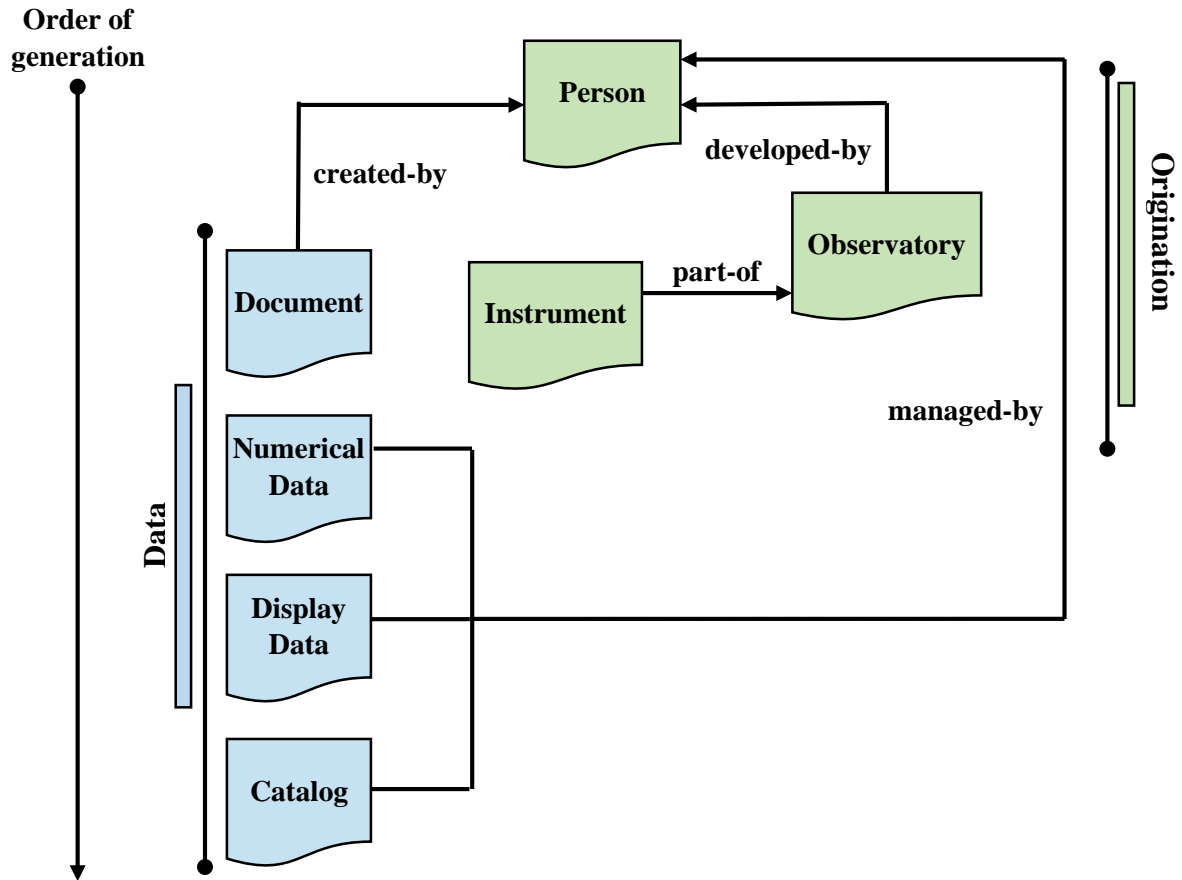 Order of
generation
Person
created-by
developed-by
Origination
Document
Instrument
part-of
Observatory
managed-by
Data
Numerical
Data
Display
Data
Catalog